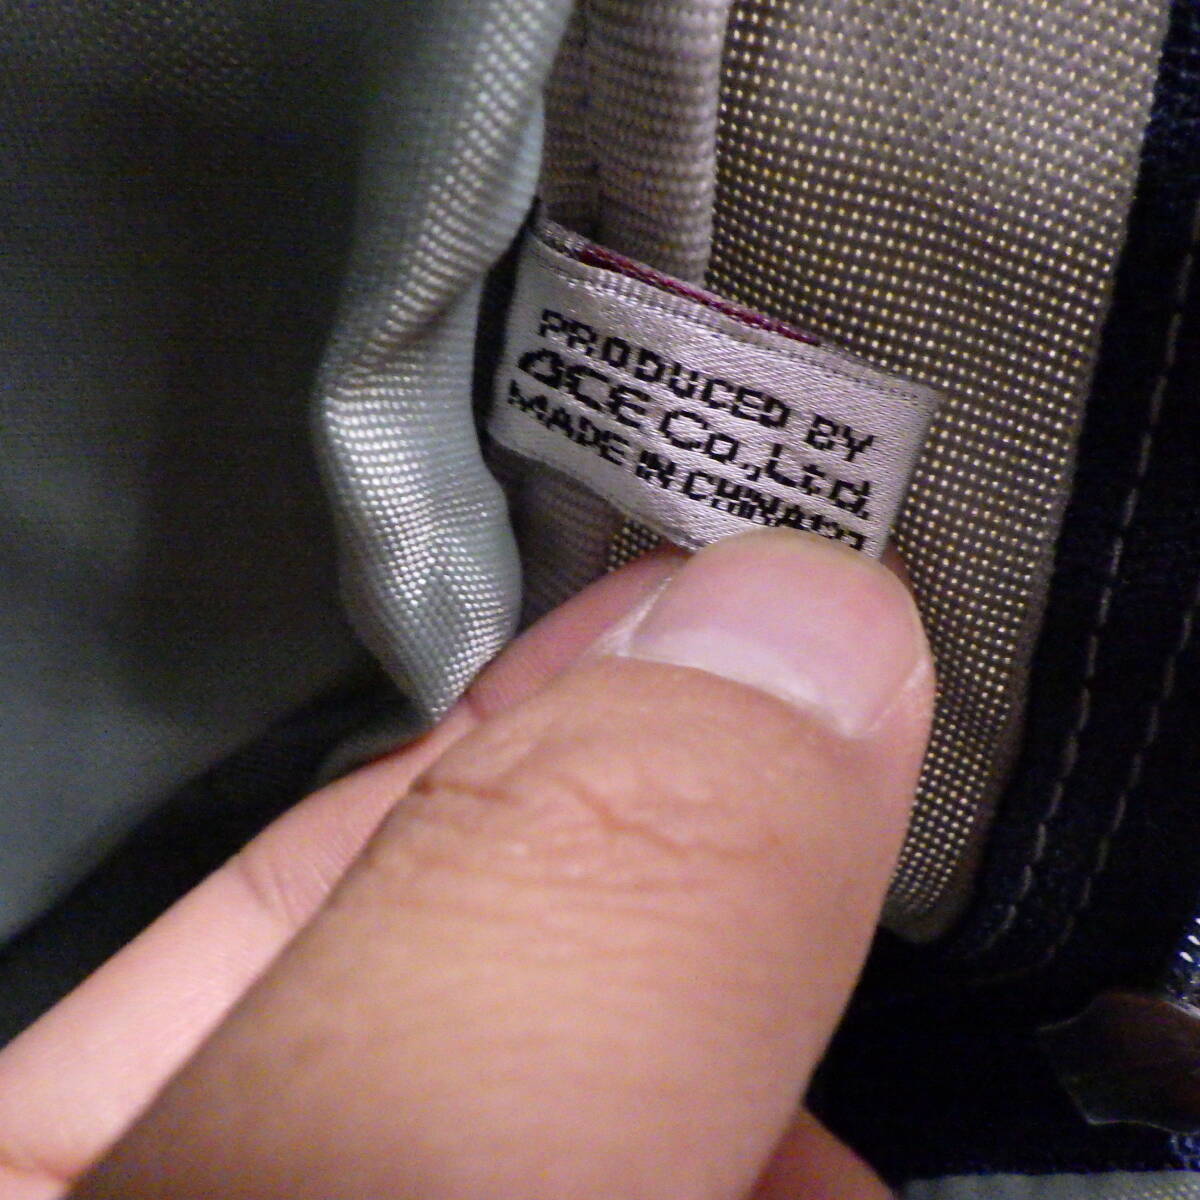 PRODUCED BY
ACE Co.,Ltd.
MADE IN CHINA